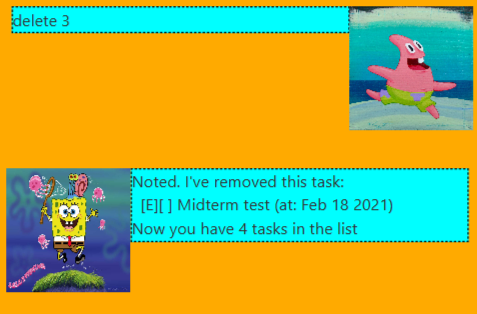 delete 3
Noted. I've removed this task:
[E][ ] Midterm test (at: Feb 18 2021)
Now you have 4 tasks in the list